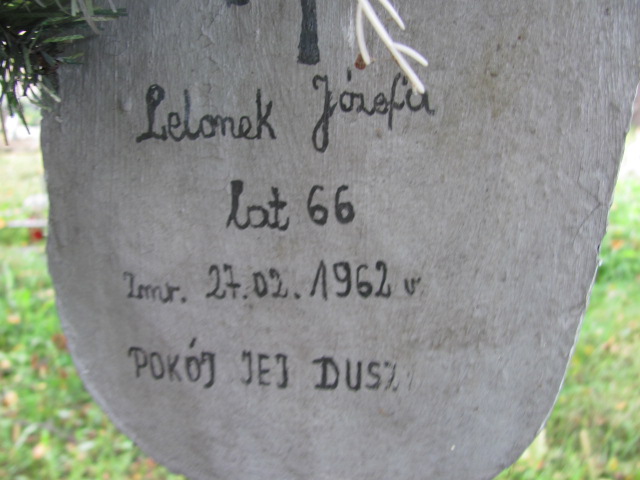 Lelonek Józefa
lat 66
Zmr. 27.02.1962 r
POKÓJ JEJ DUSZY